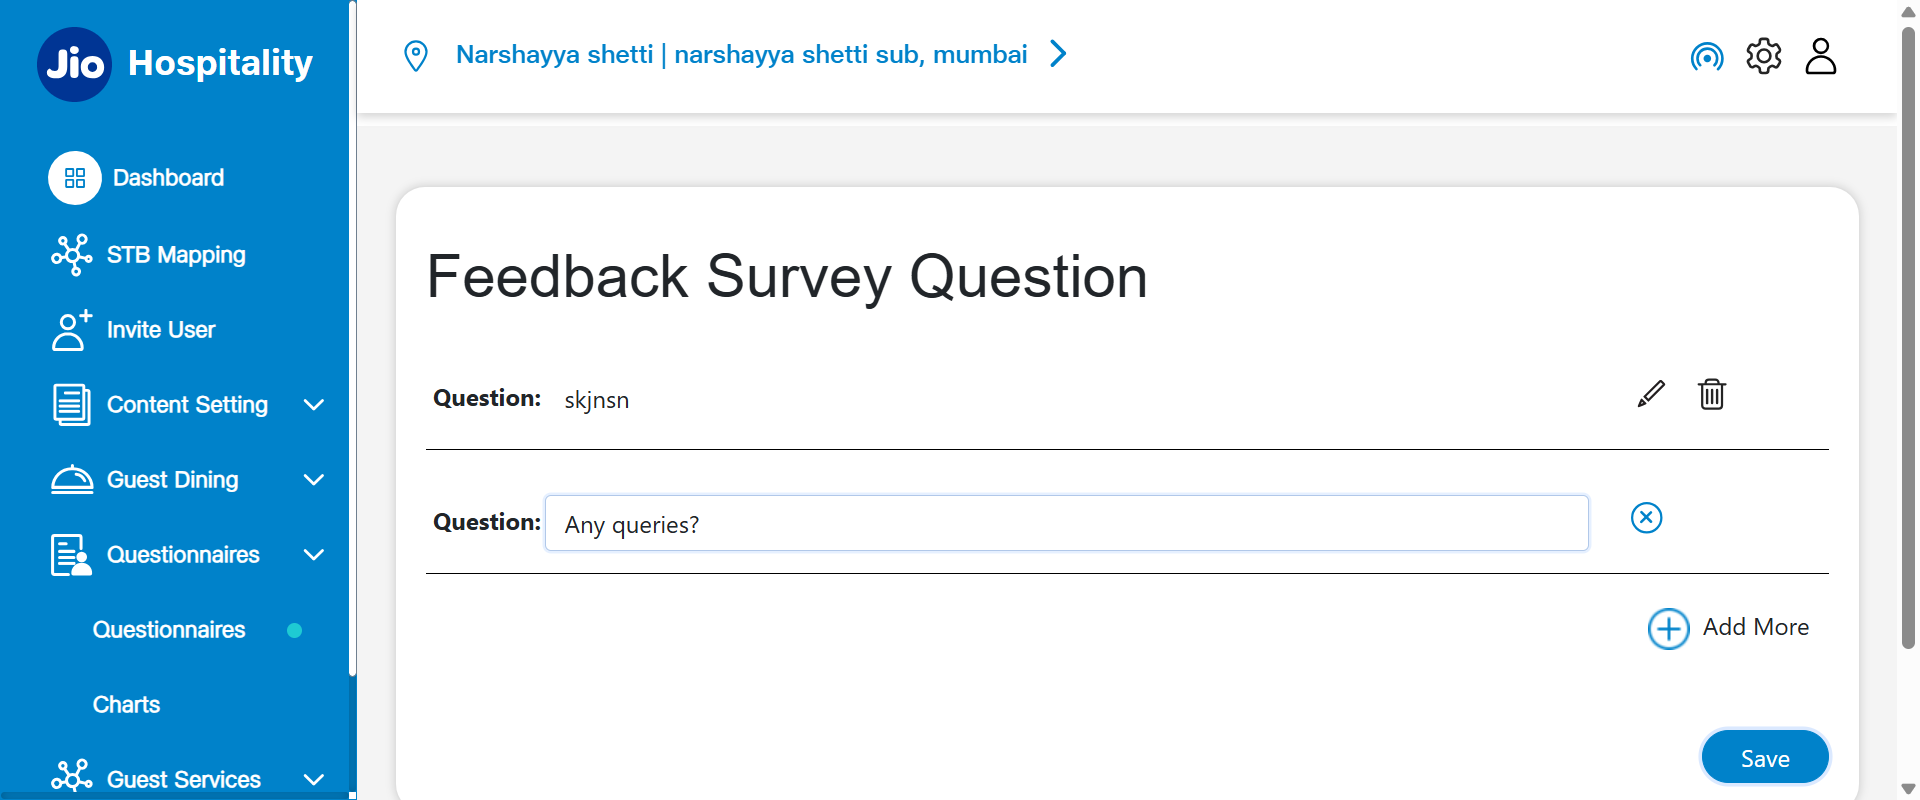 Jio Hospitality
Narshayya shetti | narshayya shetti sub, mumbai
Dashboard
STB Mapping
Invite User
Content Setting
Guest Dining
Questionnaires
Questionnaires
Charts
Guest Services
Feedback Survey Question
Question: skjnsn
Question: Any queries?
Add More
Save